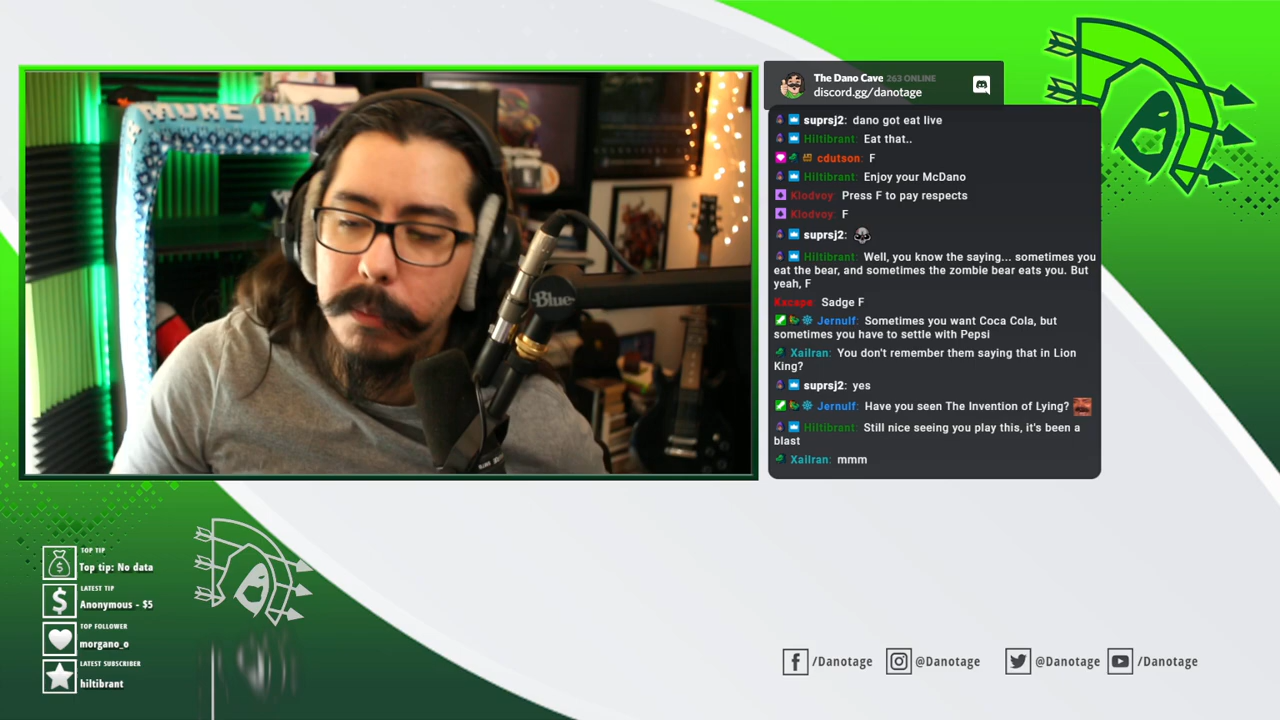 MORE THA
Blue
The Dano Cave 263 ONLINE
discord.gg/danotage
suprsj2: dano got eat live
Hiltibrant: Eat that..
cdutson: F
Hiltibrant: Enjoy your McDano
Klodvoy: Press F to pay respects
Klodvoy: F
suprsj2:
Hiltibrant: Well, you know the saying... sometimes you
eat the bear, and sometimes the zombie bear eats you. But
yeah, F
Kxcape: Sadge F
Jernulf: Sometimes you want Coca Cola, but
sometimes you have to settle with Pepsi
Xailran: You don't remember them saying that in Lion
King?
suprsj2: yes
Jernulf: Have you seen The Invention of Lying?
Hiltibrant: Still nice seeing you play this, it's been a
blast
Xailran: mmm
TOP TIP
Top tip: No data
LATEST TIP
Anonymous - $5
TOP FOLLOWER
morgano_o
LATEST SUBSCRIBER
hiltibrant
/Danotage
@Danotage
@Danotage
/Danotage